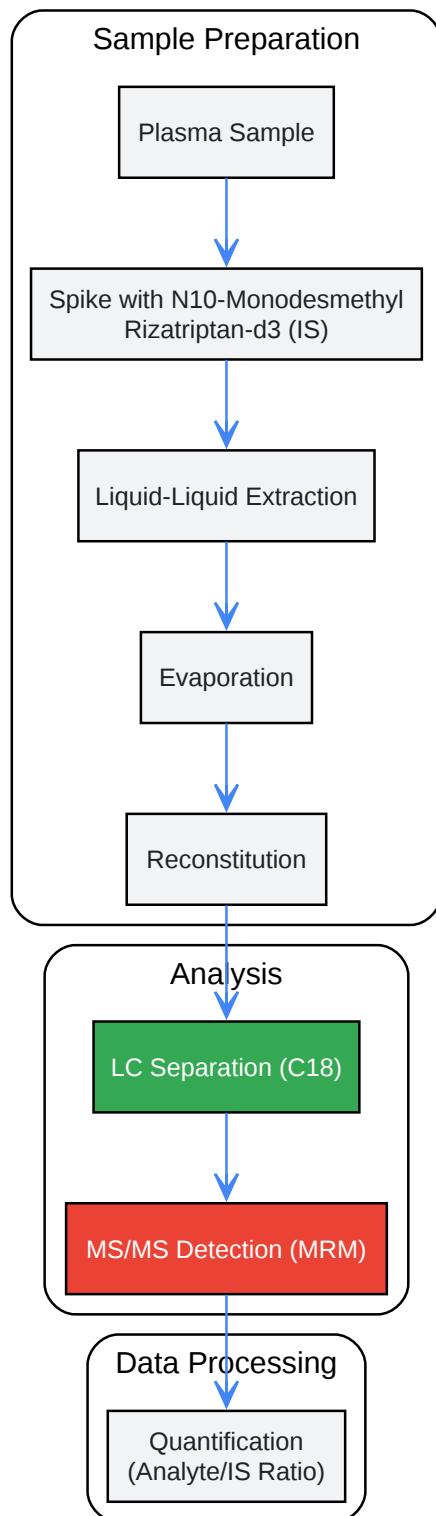 Sample Preparation
Plasma Sample
Spike with N10-Monodesmethyl
Rizatriptan-d3 (IS)
Liquid-Liquid Extraction
Evaporation
Reconstitution
Analysis
LC Separation (C18)
MS/MS Detection (MRM)
Data Processing
Quantification
(Analyte/IS Ratio)